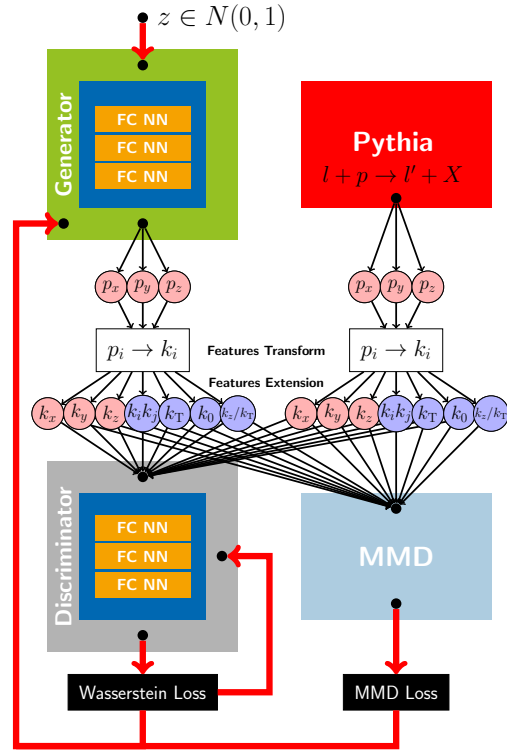 z ∈ N(0, 1)
Generator
FC NN
FC NN
FC NN
Pythia
l + p → l′ + X
p_x p_y p_z
p_x p_y p_z
p_i → k_i
Features Transform
p_i → k_i
Features Extension
k_x k_y k_z k_i k_j k_T k_0 k_z/k_T
k_x k_y k_z k_i k_j k_T k_0 k_z/k_T
Discriminator
FC NN
FC NN
FC NN
MMD
Wasserstein Loss
MMD Loss